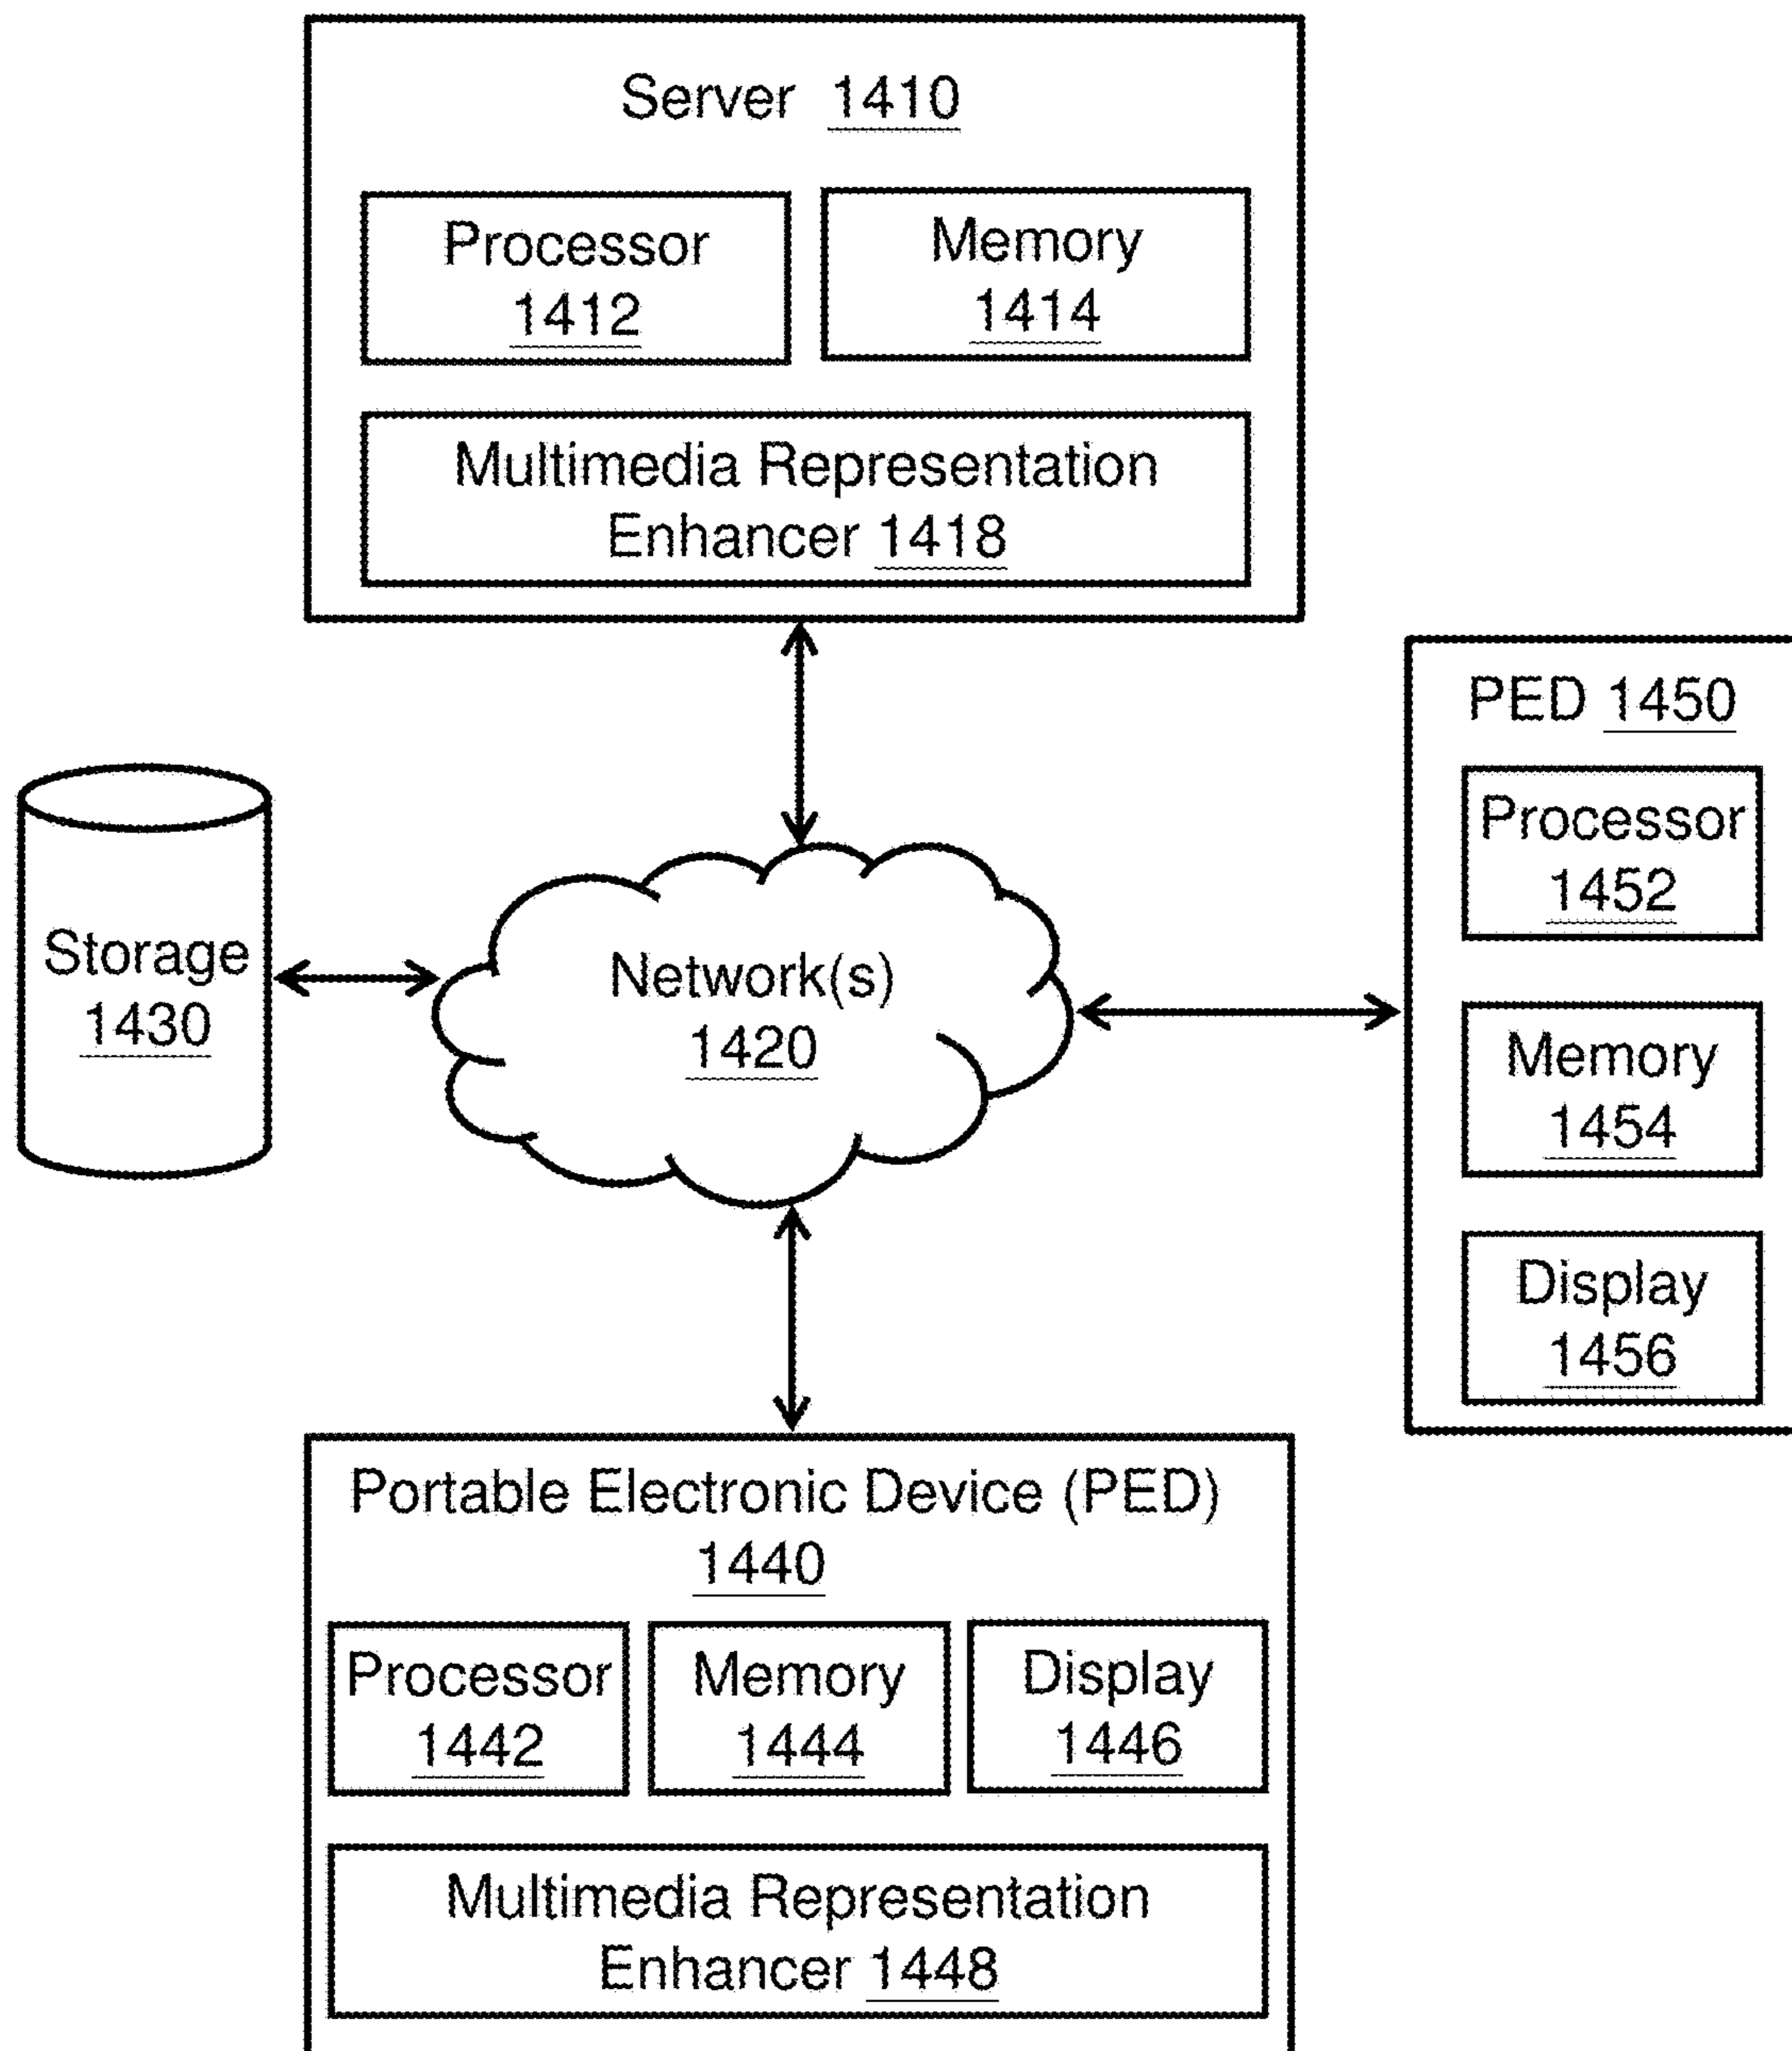 Server 1410
Processor
1412
Memory
1414
Multimedia Representation
Enhancer 1418
PED 1450
Processor
1452
Memory
1454
Display
1456
Storage
1430
Network(s)
1420
Portable Electronic Device (PED)
1440
Processor
1442
Memory
1444
Display
1446
Multimedia Representation
Enhancer 1448